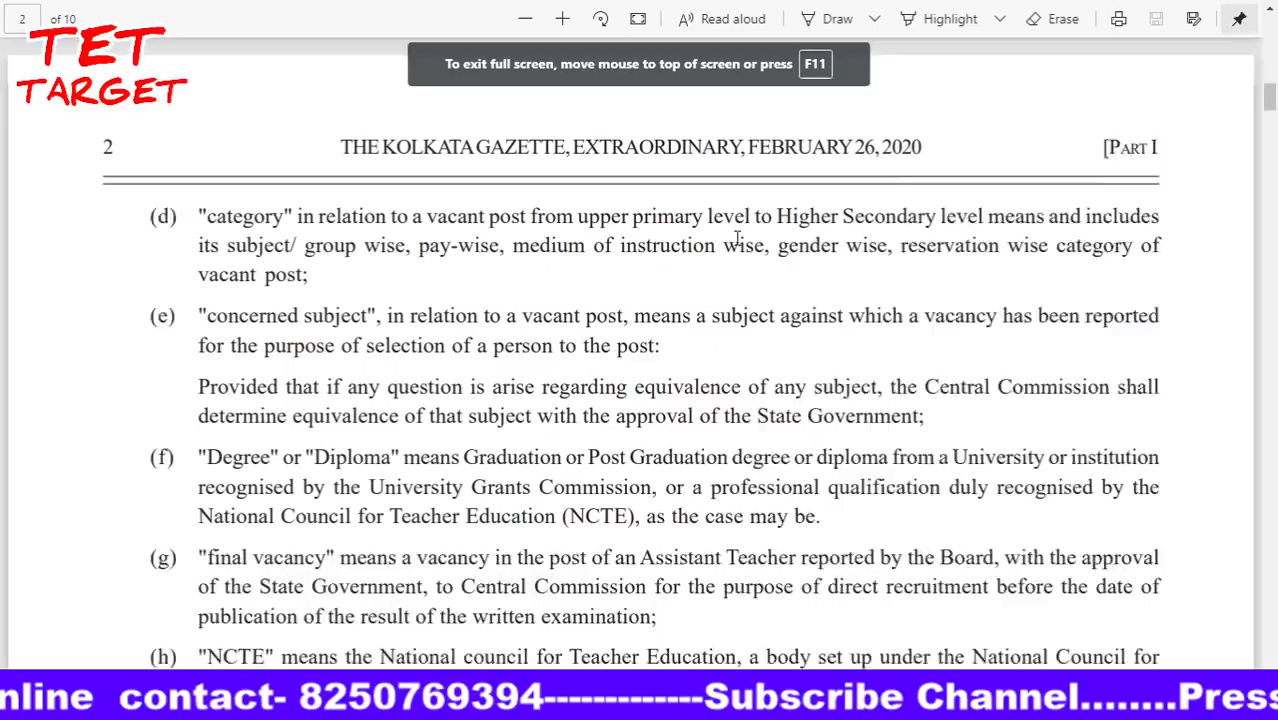 2 of 10
Read aloud
Draw
Highlight
Erase
TET
TARGET
To exit full screen, move mouse to top of screen or press F11
2 THE KOLKATA GAZETTE, EXTRAORDINARY, FEBRUARY 26, 2020 [PART I
(d) "category" in relation to a vacant post from upper primary level to Higher Secondary level means and includes
its subject/ group wise, pay-wise, medium of instruction wise, gender wise, reservation wise category of
vacant post;
(e) "concerned subject", in relation to a vacant post, means a subject against which a vacancy has been reported
for the purpose of selection of a person to the post:
Provided that if any question is arise regarding equivalence of any subject, the Central Commission shall
determine equivalence of that subject with the approval of the State Government;
(f) "Degree" or "Diploma" means Graduation or Post Graduation degree or diploma from a University or institution
recognised by the University Grants Commission, or a professional qualification duly recognised by the
National Council for Teacher Education (NCTE), as the case may be.
(g) "final vacancy" means a vacancy in the post of an Assistant Teacher reported by the Board, with the approval
of the State Government, to Central Commission for the purpose of direct recruitment before the date of
publication of the result of the written examination;
(h) "NCTE" means the National council for Teacher Education, a body set up under the National Council for
nline contact- 8250769394-----------Subscribe Channel........Press